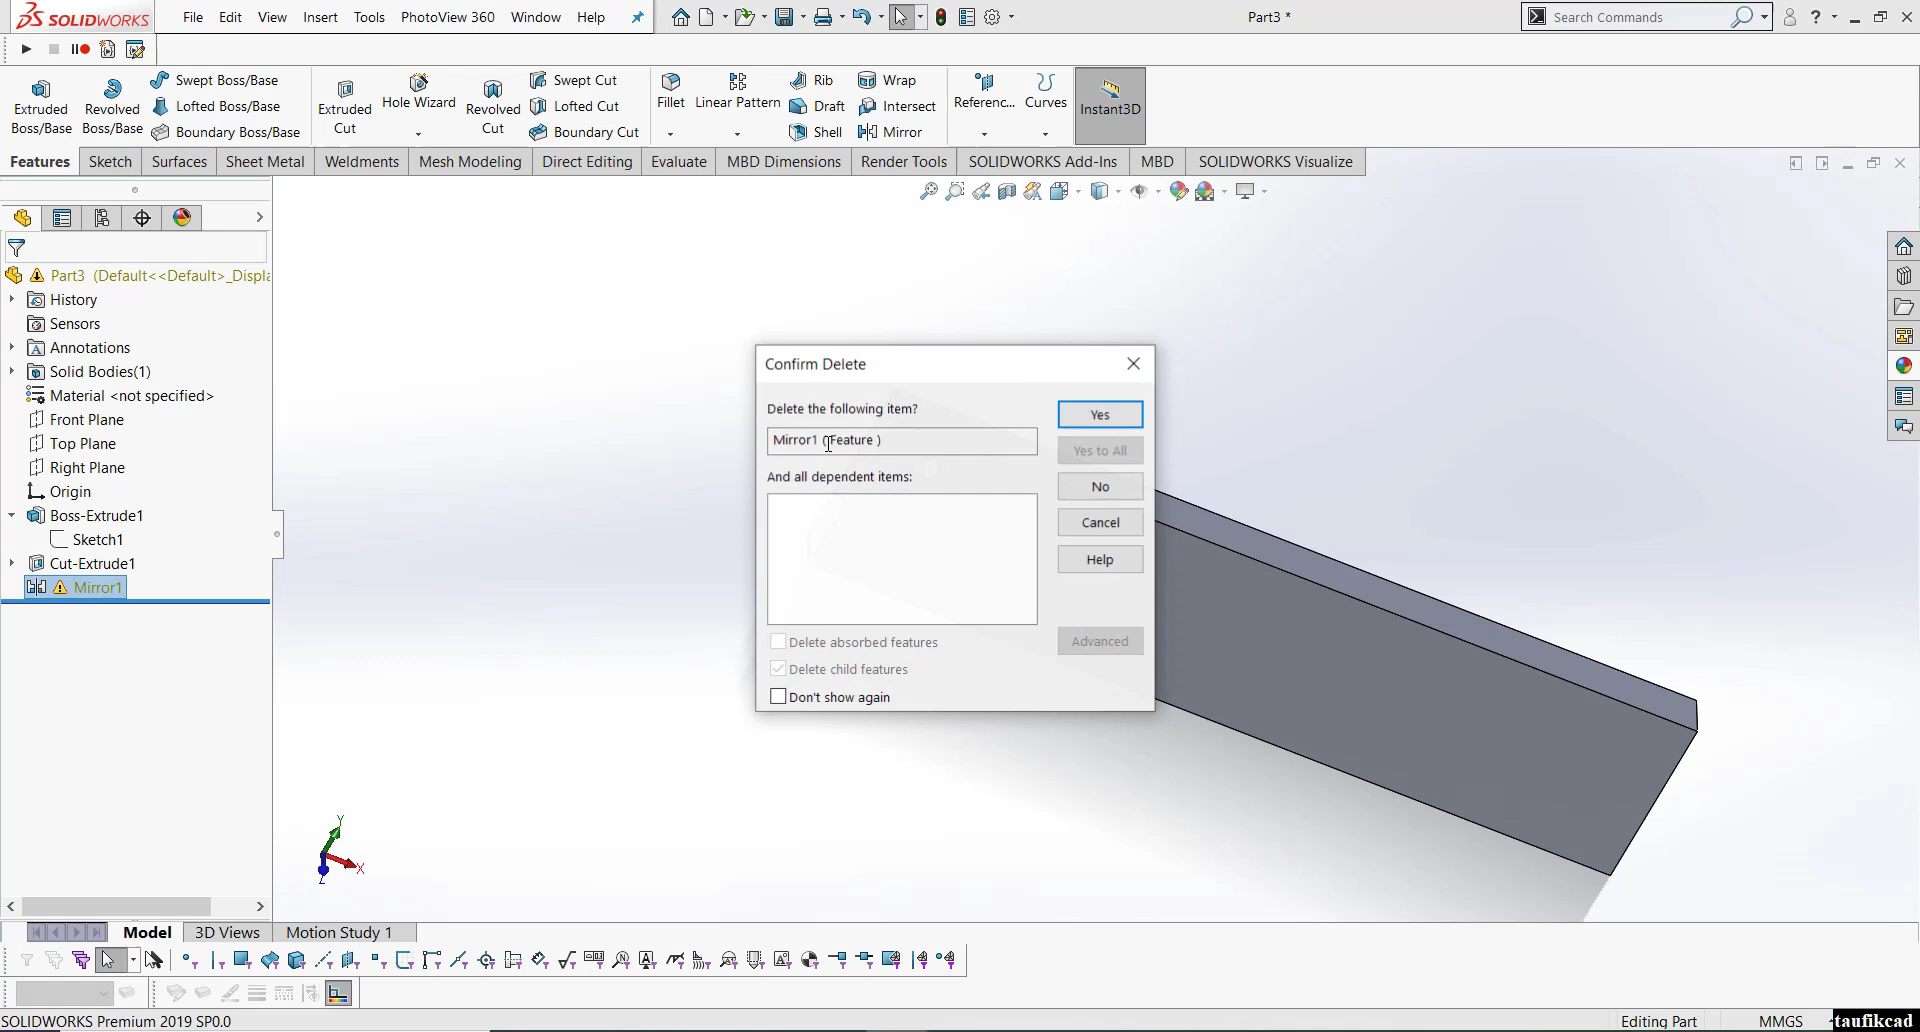 SOLIDWORKS File Edit View Insert Tools PhotoView 360 Window Help Part3 * Search Commands ?
Extruded Boss/Base
Revolved Boss/Base
Swept Boss/Base
Lofted Boss/Base
Boundary Boss/Base
Extruded Cut
Hole Wizard
Revolved Cut
Swept Cut
Lofted Cut
Boundary Cut
Fillet
Linear Pattern
Rib
Draft
Shell
Wrap
Intersect
Mirror
Referenc...
Curves
Instant3D
Features Sketch Surfaces Sheet Metal Weldments Mesh Modeling Direct Editing Evaluate MBD Dimensions Render Tools SOLIDWORKS Add-Ins MBD SOLIDWORKS Visualize
Part3 (Default<<Default>_Displa
History
Sensors
Annotations
Solid Bodies(1)
Material <not specified>
Front Plane
Top Plane
Right Plane
Origin
Boss-Extrude1
Sketch1
Cut-Extrude1
Mirror1
Confirm Delete
Delete the following item?
Mirror1 ( Feature )
And all dependent items:
Delete absorbed features
Delete child features
Don't show again
Yes
Yes to All
No
Cancel
Help
Advanced
Y
X
Z
Model 3D Views Motion Study 1
SOLIDWORKS Premium 2019 SP0.0 Editing Part MMGS taufikcad